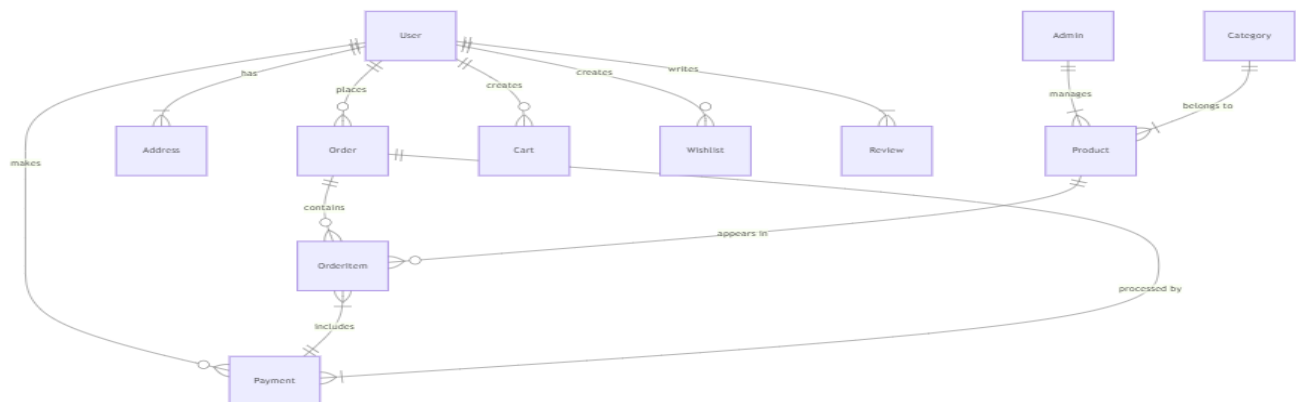 User
Admin
Category
has
places
creates
creates
writes
manages
belongs to
makes
Address
Order
Cart
Wishlist
Review
Product
contains
appears in
OrderItem
processed by
includes
Payment